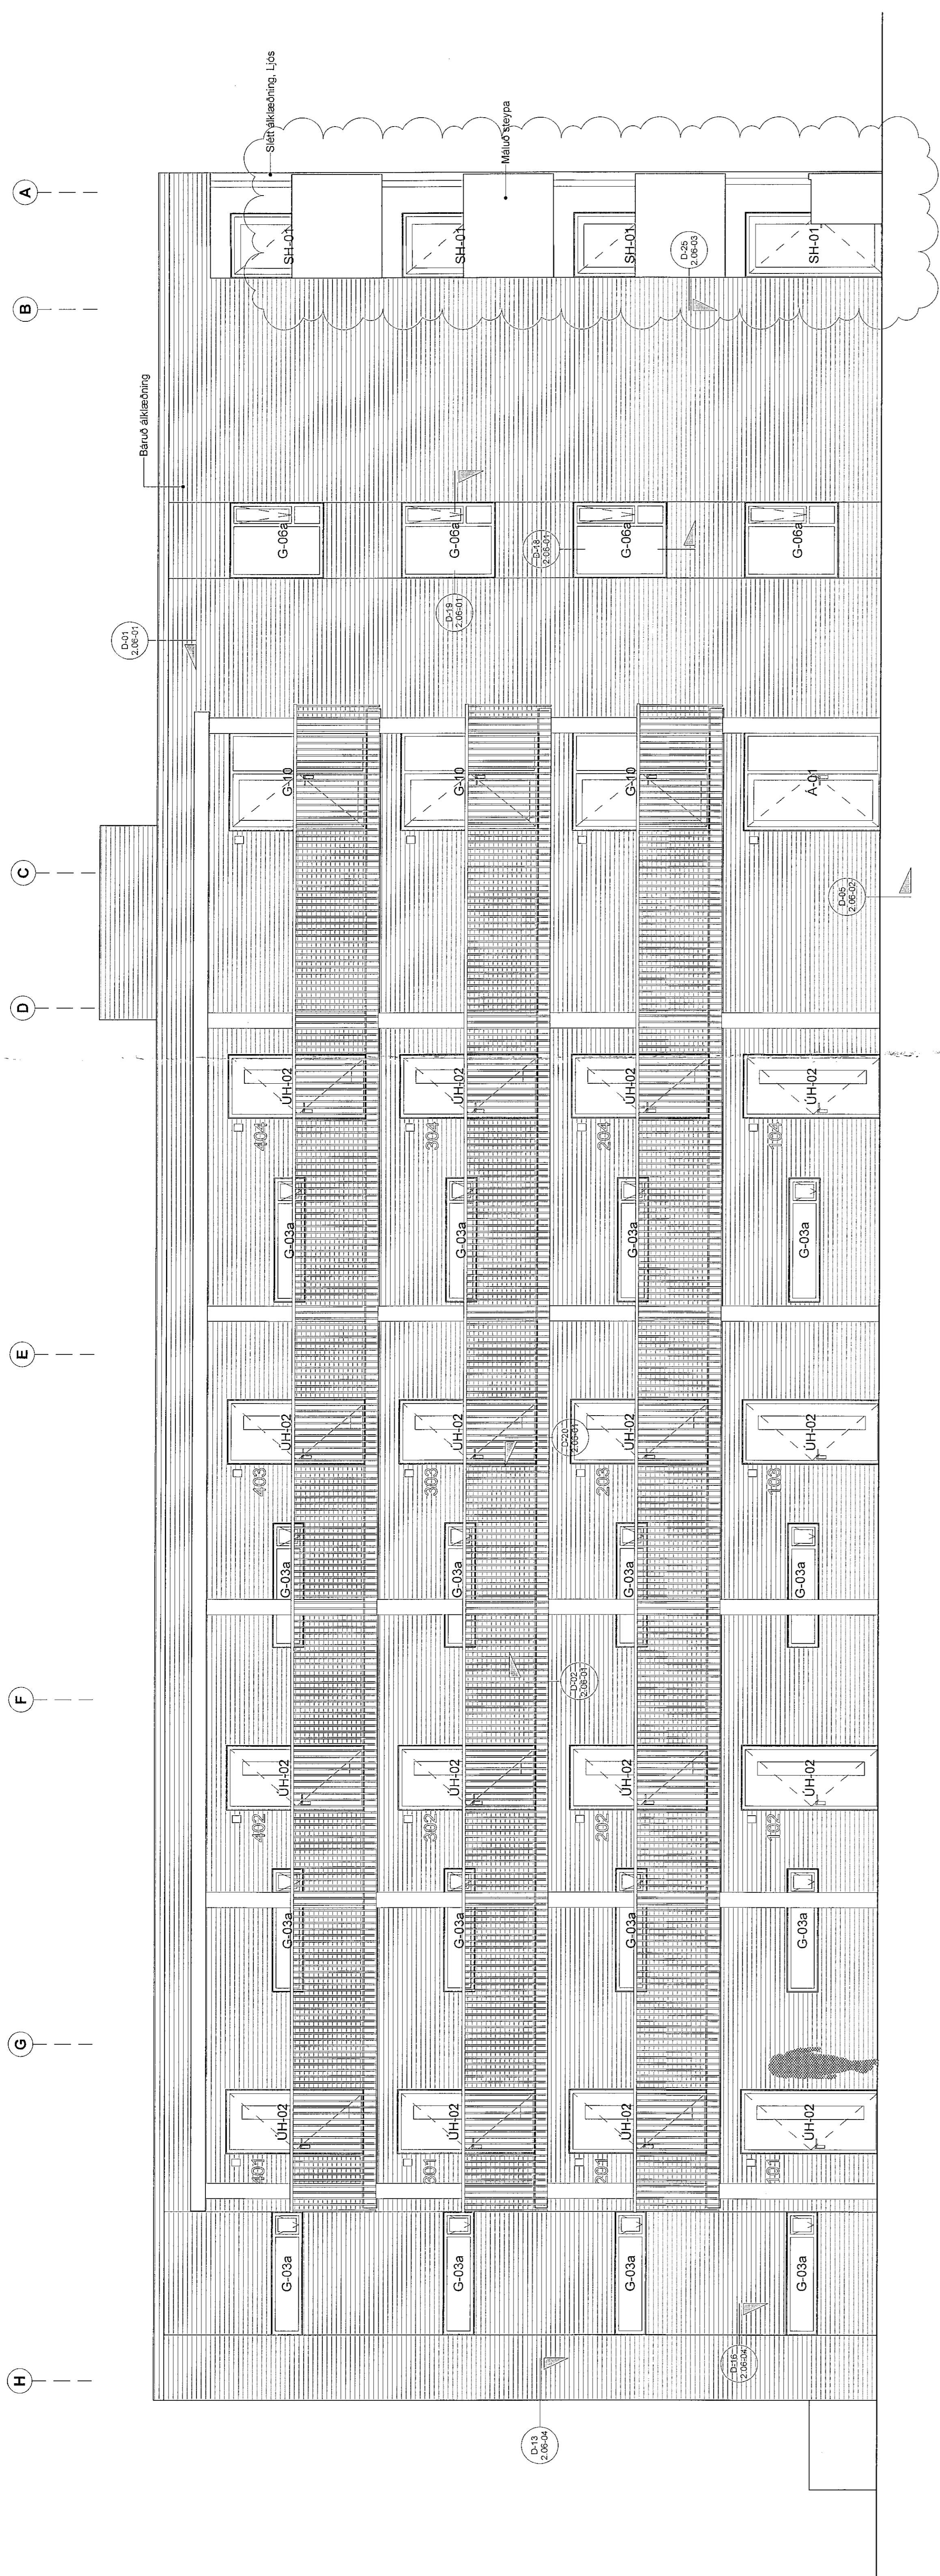 H G F E D C B A
D-01
2.06-01
Báruð álklæðning
Slétt álklæðning, Ljós
G-03a 401 ÚH-02 G-03a 402 ÚH-02 G-03a 403 ÚH-02 G-03a 404 ÚH-02 G-10 G-06a SH-01
G-03a 301 ÚH-02 G-03a 302 ÚH-02 G-03a 303 ÚH-02 G-03a 304 ÚH-02 G-10 G-06a SH-01
D-19
2.06-01
Máluð steypa
D-13
2.06-04
D-02
2.06-01
D-20
2.06-01
D-18
2.06-01
G-03a 201 ÚH-02 G-03a 202 ÚH-02 G-03a 203 ÚH-02 G-03a 204 ÚH-02 G-10 G-06a SH-01
D-25
2.06-03
D-16
2.06-04
G-03a 101 ÚH-02 G-03a 102 ÚH-02 G-03a 103 ÚH-02 G-03a 104 ÚH-02 Á-01 G-06a SH-01
D-05
2.06-02